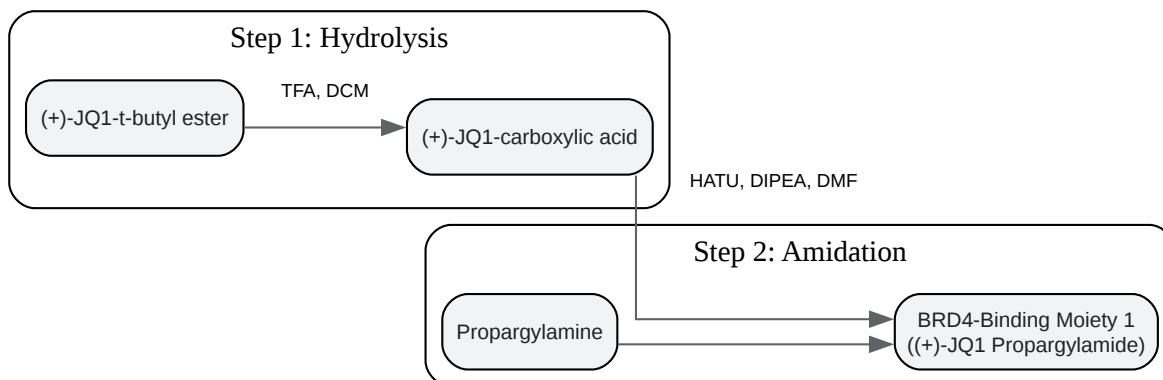 Step 1: Hydrolysis
TFA, DCM
(+)-JQ1-t-butyl ester
(+)-JQ1-carboxylic acid
HATU, DIPEA, DMF
Step 2: Amidation
Propargylamine
BRD4-Binding Moiety 1
((+)-JQ1 Propargylamide)